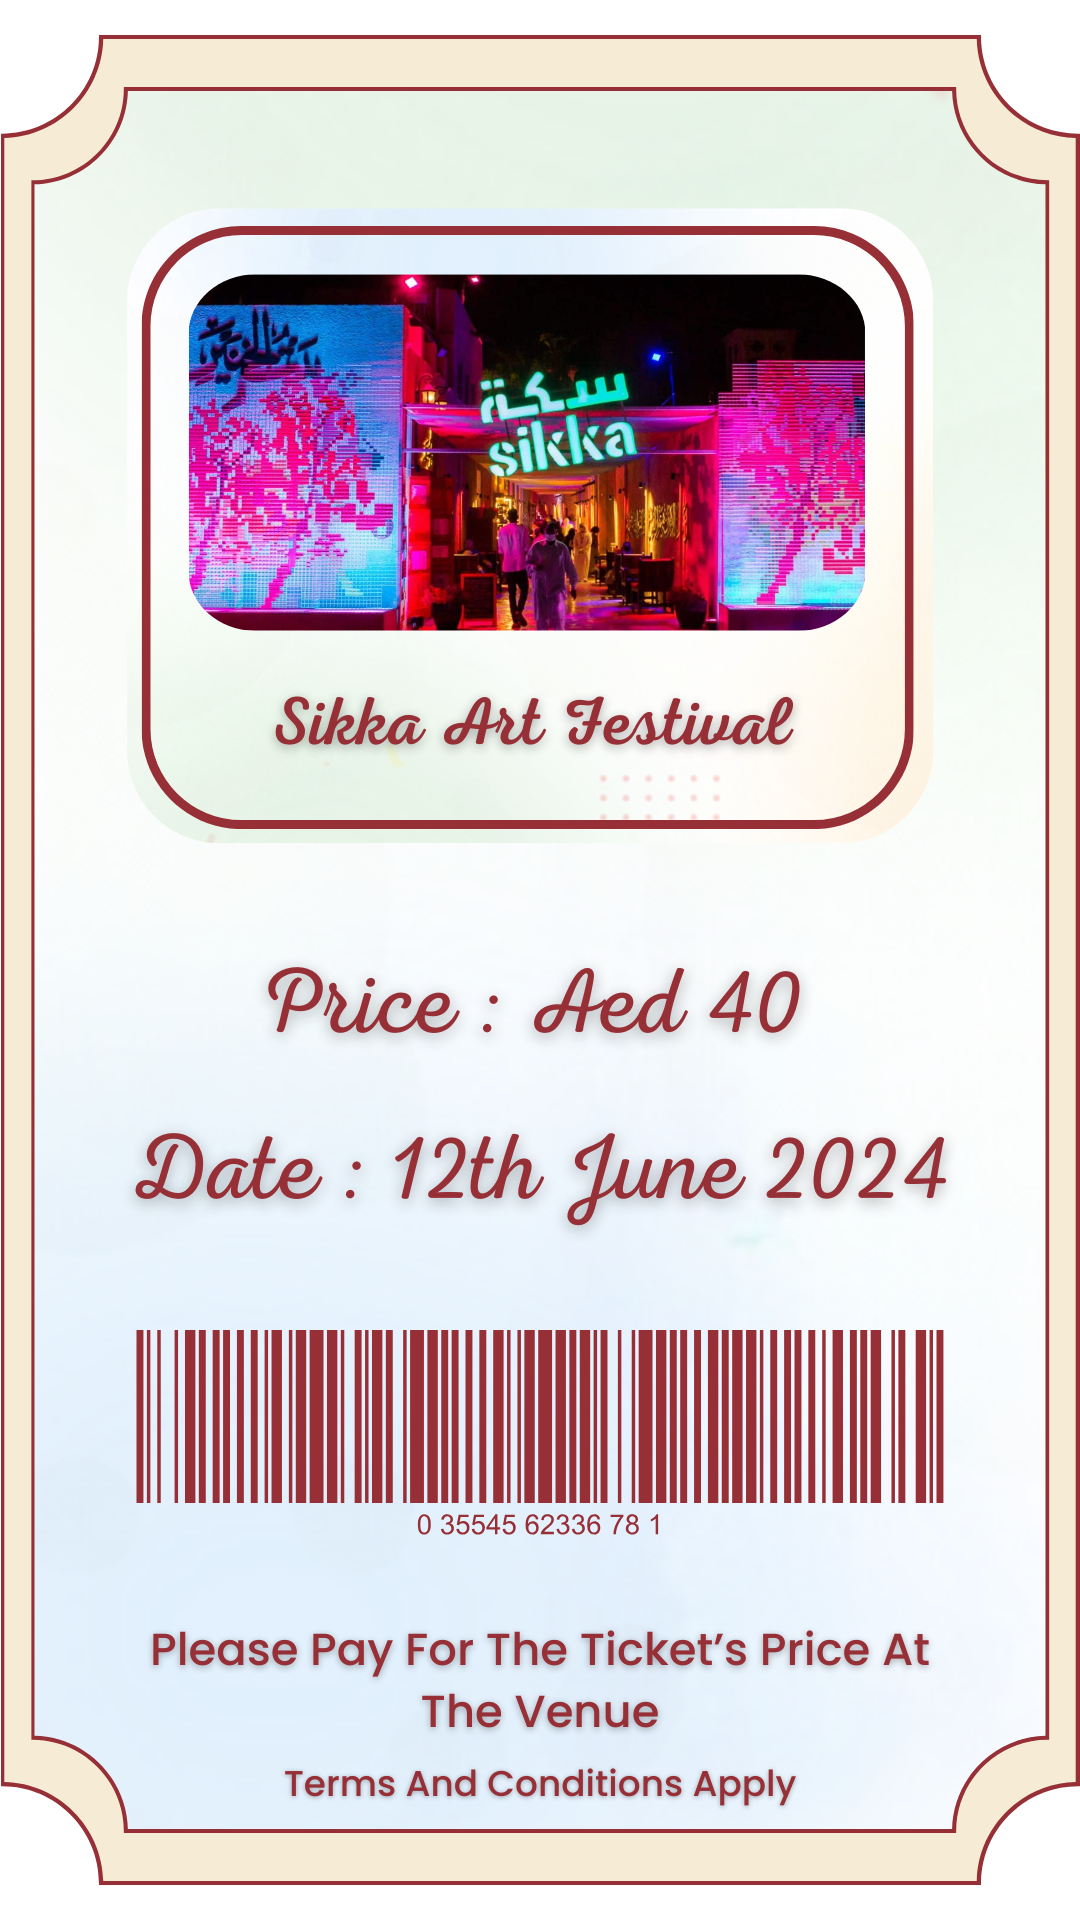 سكة
sikka
Sikka Art Festival
Price : Aed 40
Date : 12th June 2024
0 35545 62336 78 1
Please Pay For The Ticket’s Price At
The Venue
Terms And Conditions Apply